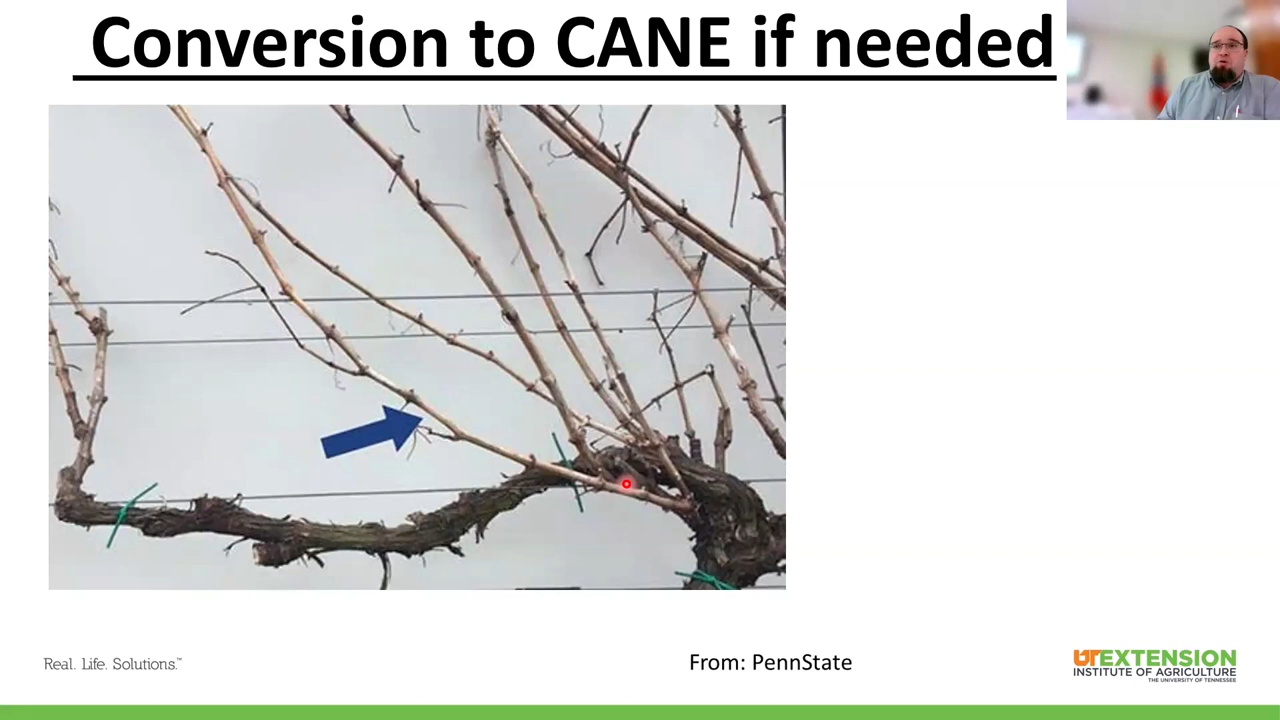 Conversion to CANE if needed
Real. Life. Solutions.™
From: PennState
UTEXTENSION
INSTITUTE OF AGRICULTURE
THE UNIVERSITY OF TENNESSEE